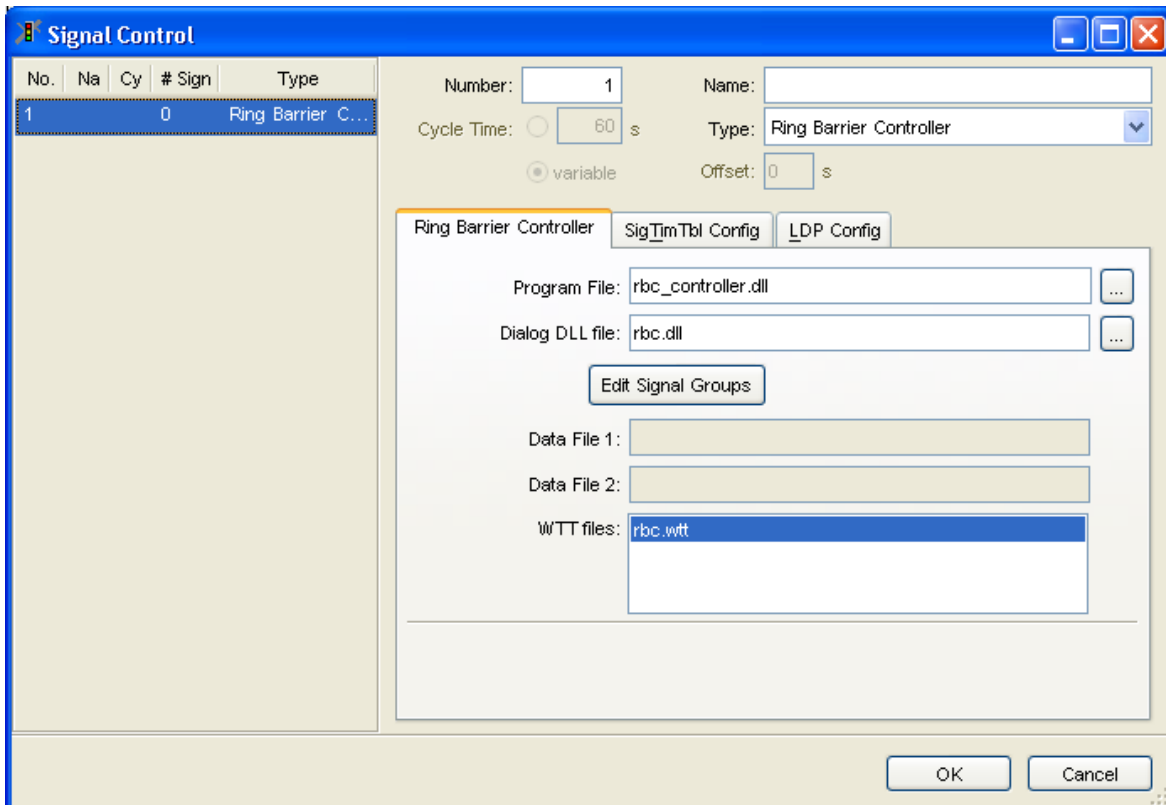 Signal Control
No. Na Cy # Sign Type
1 0 Ring Barrier C...
Number: 1 Name:
Cycle Time: 60 s Type: Ring Barrier Controller
variable Offset: 0 s
Ring Barrier Controller SigTimTbl Config LDP Config
Program File: rbc_controller.dll ...
Dialog DLL file: rbc.dll ...
Edit Signal Groups
Data File 1:
Data File 2:
WTT files: rbc.wtt
OK Cancel